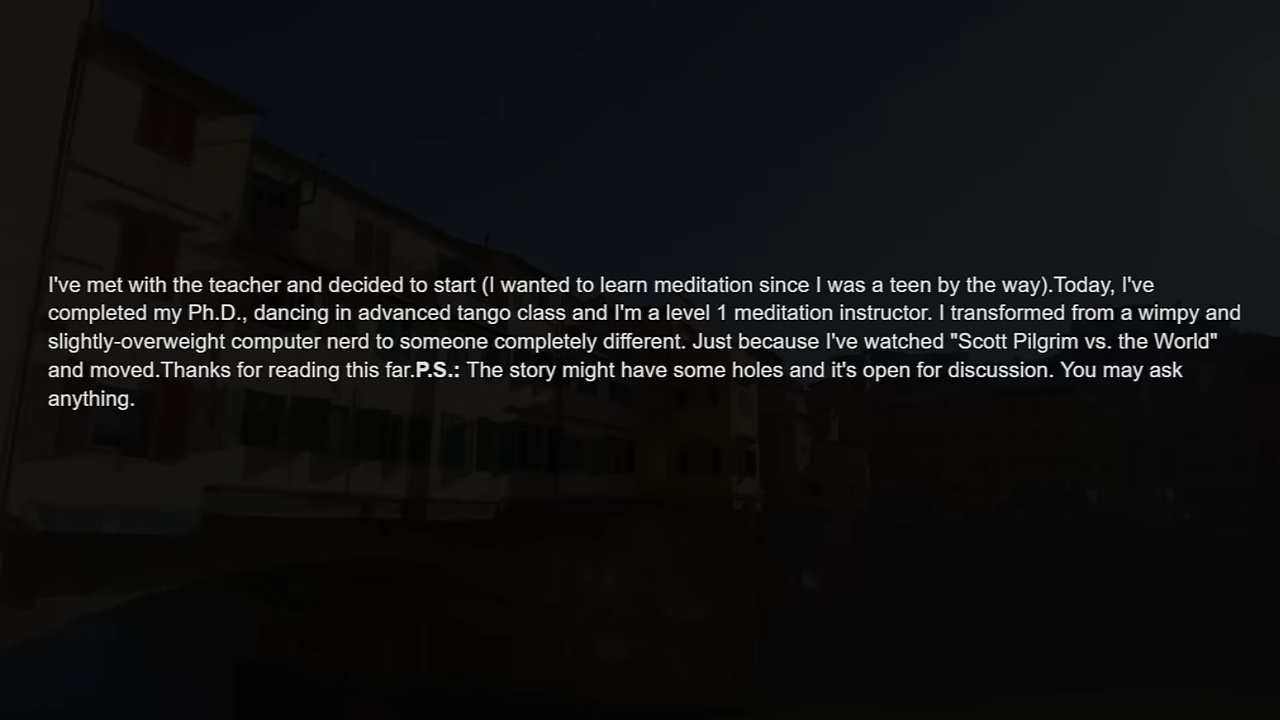 I've met with the teacher and decided to start (I wanted to learn meditation since I was a teen by the way).Today, I've
completed my Ph.D., dancing in advanced tango class and I'm a level 1 meditation instructor. I transformed from a wimpy and
slightly-overweight computer nerd to someone completely different. Just because I've watched "Scott Pilgrim vs. the World"
and moved.Thanks for reading this far.P.S.: The story might have some holes and it's open for discussion. You may ask
anything.